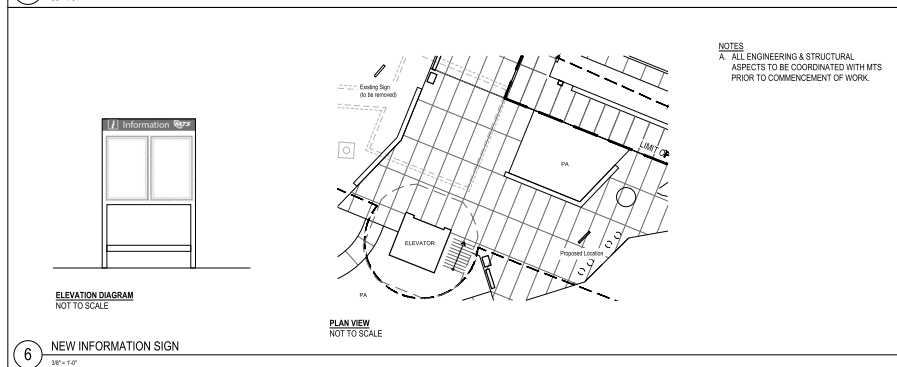 NOTES
A. ALL ENGINEERING & STRUCTURAL
ASPECTS TO BE COORDINATED WITH MTS
PRIOR TO COMMENCEMENT OF WORK.
Existing Sign
(to be removed)
i Information MTS
LIMIT
PA
ELEVATOR
Proposed Location
PA
ELEVATION DIAGRAM
NOT TO SCALE
PLAN VIEW
NOT TO SCALE
6 NEW INFORMATION SIGN
3/8" = 1'-0"